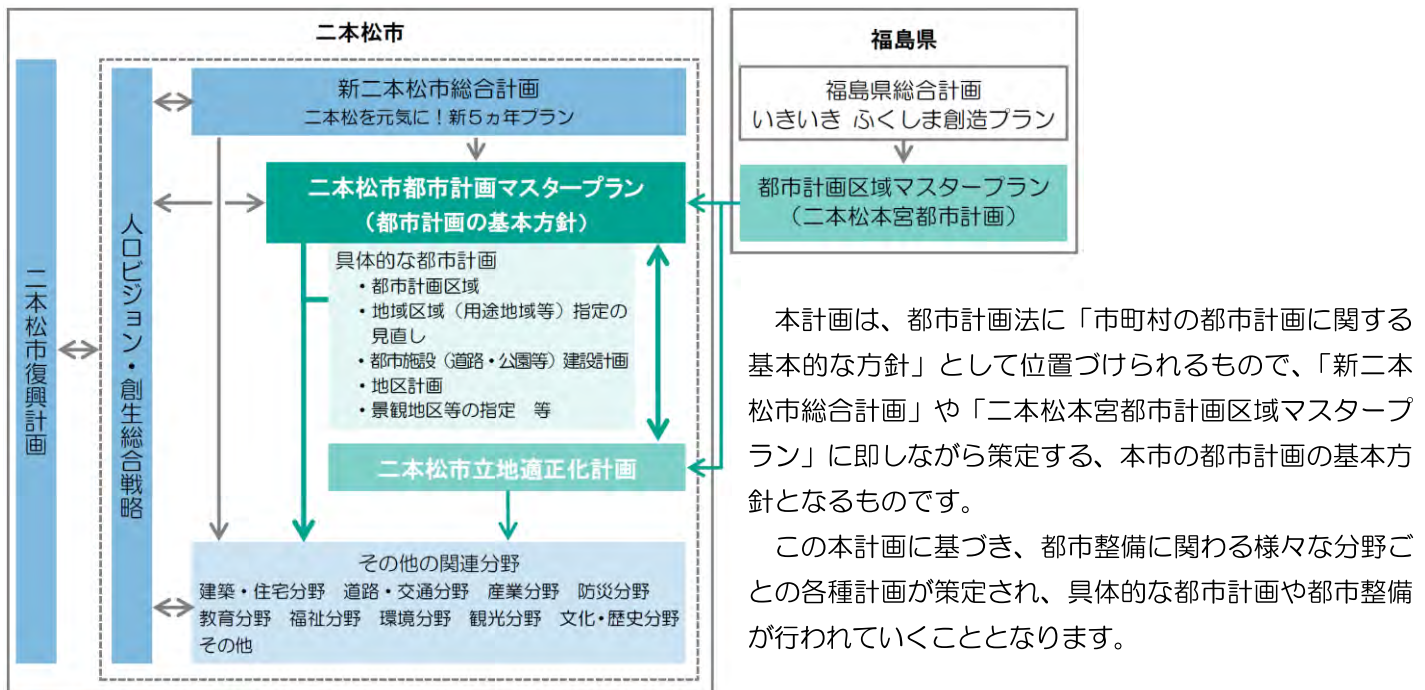 二本松市
二本松市復興計画
人口ビジョン・創生総合戦略
新二本松市総合計画
二本松を元気に！新５ヵ年プラン
二本松市都市計画マスタープラン
（都市計画の基本方針）
具体的な都市計画
・都市計画区域
・地域区域（用途地域等）指定の
見直し
・都市施設（道路・公園等）建設計画
・地区計画
・景観地区等の指定　等
二本松市立地適正化計画
その他の関連分野
建築・住宅分野　道路・交通分野　産業分野　防災分野
教育分野　福祉分野　環境分野　観光分野　文化・歴史分野
その他
福島県
福島県総合計画
いきいき ふくしま創造プラン
都市計画区域マスタープラン
（二本松本宮都市計画）
本計画は、都市計画法に「市町村の都市計画に関する
基本的な方針」として位置づけられるもので、「新二本
松市総合計画」や「二本松本宮都市計画区域マスタープ
ラン」に即しながら策定する、本市の都市計画の基本方
針となるものです。
この本計画に基づき、都市整備に関わる様々な分野ご
との各種計画が策定され、具体的な都市計画や都市整備
が行われていくこととなります。